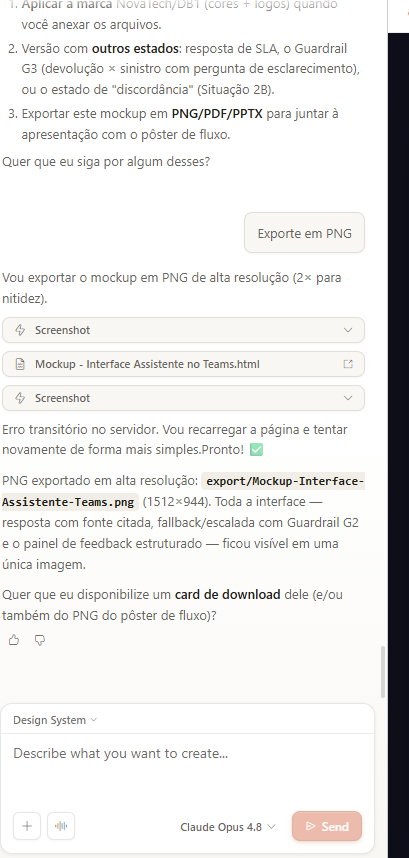 1. Aplicar a marca NovaTech/DB1 (cores + logos) quando
você anexar os arquivos.
2. Versão com outros estados: resposta de SLA, o Guardrail
G3 (devolução × sinistro com pergunta de esclarecimento),
ou o estado de "discordância" (Situação 2B).
3. Exportar este mockup em PNG/PDF/PPTX para juntar à
apresentação com o pôster de fluxo.
Quer que eu siga por algum desses?
Exporte em PNG
Vou exportar o mockup em PNG de alta resolução (2× para
nitidez).
Screenshot
Mockup - Interface Assistente no Teams.html
Screenshot
Erro transitório no servidor. Vou recarregar a página e tentar
novamente de forma mais simples.Pronto! ✅
PNG exportado em alta resolução: export/Mockup-Interface-
Assistente-Teams.png (1512×944). Toda a interface —
resposta com fonte citada, fallback/escalada com Guardrail G2
e o painel de feedback estruturado — ficou visível em uma
única imagem.
Quer que eu disponibilize um card de download dele (e/ou
também do PNG do pôster de fluxo)?
Design System
Describe what you want to create...
Claude Opus 4.8
Send